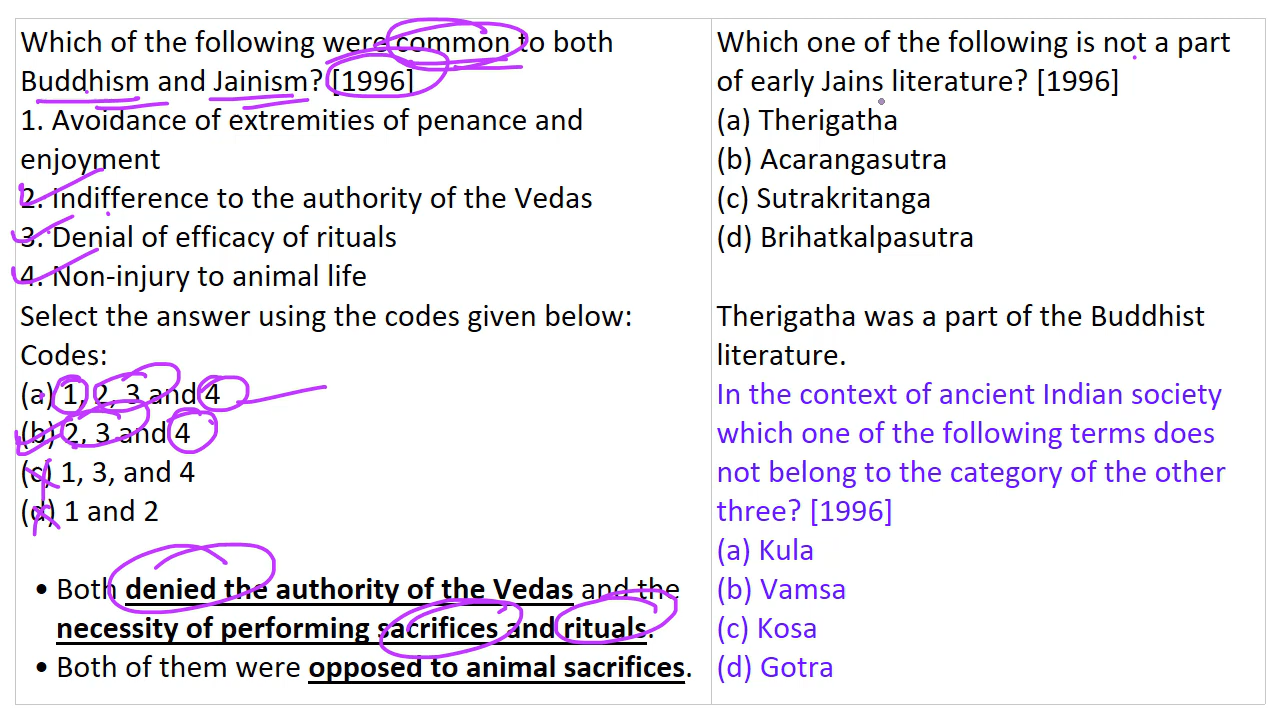 Which of the following were common to both
Buddhism and Jainism? [1996]
1. Avoidance of extremities of penance and
enjoyment
2. Indifference to the authority of the Vedas
3. Denial of efficacy of rituals
4. Non-injury to animal life
Select the answer using the codes given below:
Codes:
(a) 1, 2, 3 and 4
(b) 2, 3 and 4
(c) 1, 3, and 4
(d) 1 and 2
• Both denied the authority of the Vedas and the
necessity of performing sacrifices and rituals.
• Both of them were opposed to animal sacrifices.
Which one of the following is not a part
of early Jains literature? [1996]
(a) Therigatha
(b) Acarangasutra
(c) Sutrakritanga
(d) Brihatkalpasutra
Therigatha was a part of the Buddhist
literature.
In the context of ancient Indian society
which one of the following terms does
not belong to the category of the other
three? [1996]
(a) Kula
(b) Vamsa
(c) Kosa
(d) Gotra